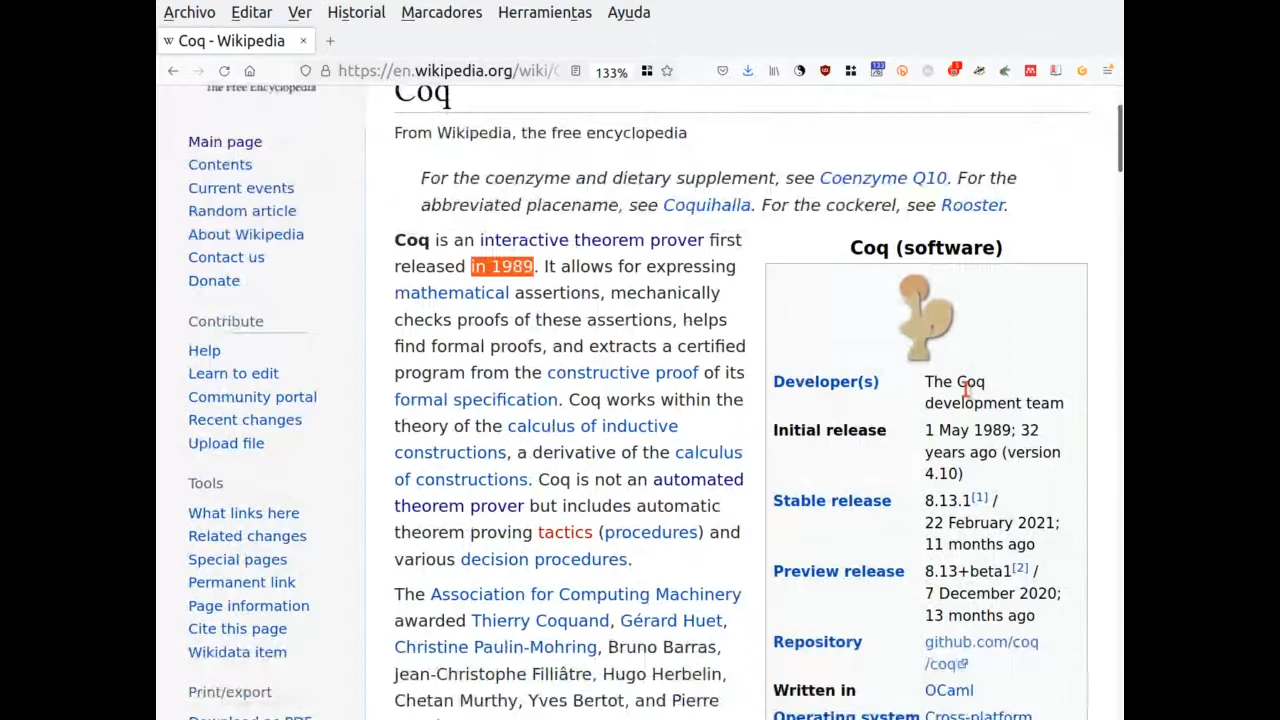 Archivo Editar Ver Historial Marcadores Herramientas Ayuda
W Coq - Wikipedia × +
https://en.wikipedia.org/wiki/ 133%
The Free Encyclopedia
Main page
Contents
Current events
Random article
About Wikipedia
Contact us
Donate
Contribute
Help
Learn to edit
Community portal
Recent changes
Upload file
Tools
What links here
Related changes
Special pages
Permanent link
Page information
Cite this page
Wikidata item
Print/export
Download as PDF
Coq
From Wikipedia, the free encyclopedia
For the coenzyme and dietary supplement, see Coenzyme Q10. For the
abbreviated placename, see Coquihalla. For the cockerel, see Rooster.
Coq is an interactive theorem prover first
released in 1989. It allows for expressing
mathematical assertions, mechanically
checks proofs of these assertions, helps
find formal proofs, and extracts a certified
program from the constructive proof of its
formal specification. Coq works within the
theory of the calculus of inductive
constructions, a derivative of the calculus
of constructions. Coq is not an automated
theorem prover but includes automatic
theorem proving tactics (procedures) and
various decision procedures.
The Association for Computing Machinery
awarded Thierry Coquand, Gérard Huet,
Christine Paulin-Mohring, Bruno Barras,
Jean-Christophe Filliâtre, Hugo Herbelin,
Chetan Murthy, Yves Bertot, and Pierre
Coq (software)
Developer(s) The Coq
development team
Initial release 1 May 1989; 32
years ago (version
4.10)
Stable release 8.13.1[1] /
22 February 2021;
11 months ago
Preview release 8.13+beta1[2] /
7 December 2020;
13 months ago
Repository github.com/coq
/coq
Written in OCaml
Operating system Cross-platform